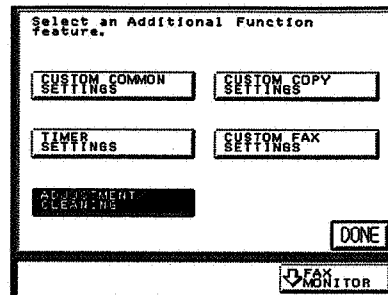 Select an Additional Function
feature.
CUSTOM COMMON
SETTINGS
CUSTOM COPY
SETTINGS
TIMER
SETTINGS
CUSTOM FAX
SETTINGS
ADJUSTMENT/
CLEANING
DONE
FAX
MONITOR